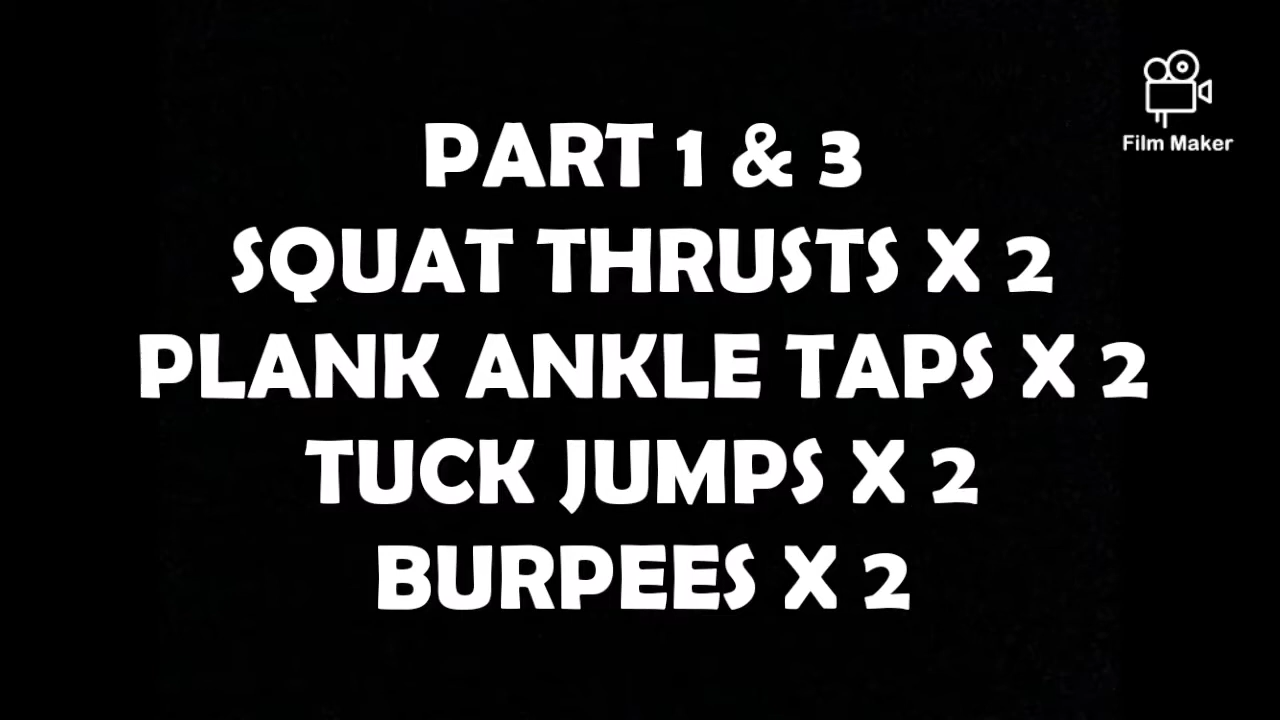 Film Maker
PART 1 & 3
SQUAT THRUSTS X 2
PLANK ANKLE TAPS X 2
TUCK JUMPS X 2
BURPEES X 2